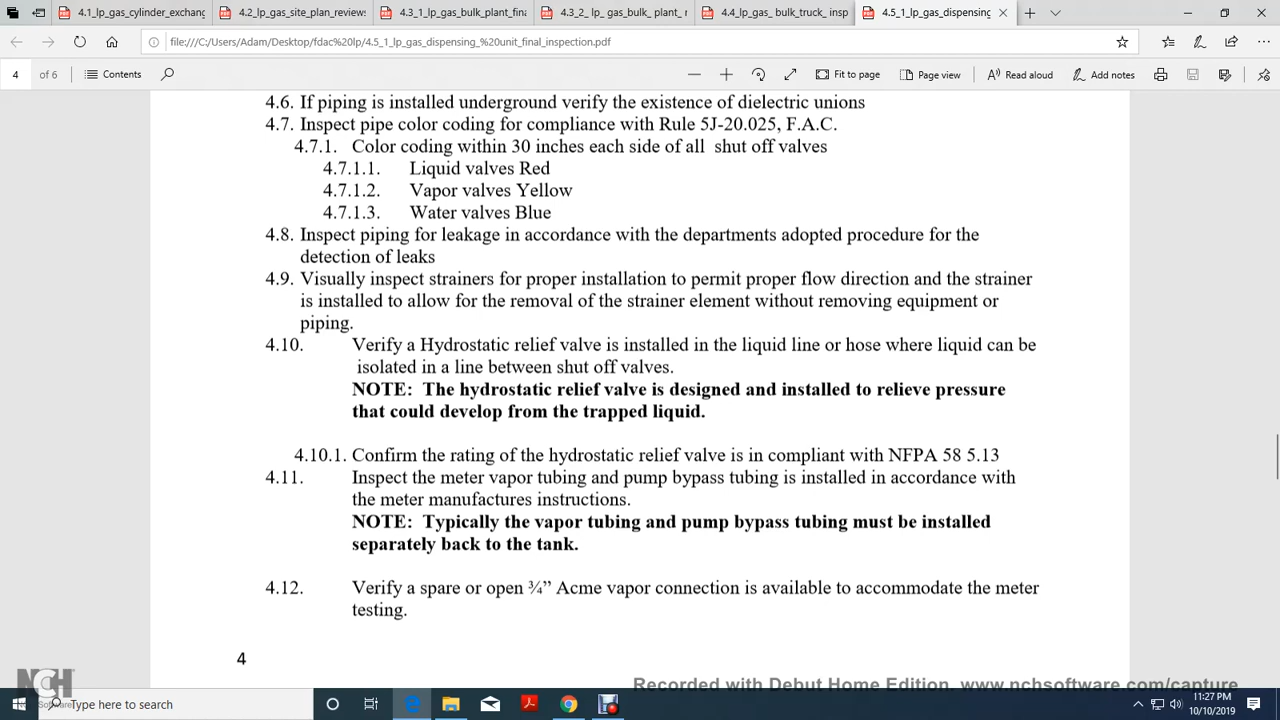 4.1_lp_gas_cylinder_exchang
4.2_lp_gas_site_plan_reviews
4.3_1_lp_gas_bulk_plant_fina
4.3_2_ lp_gas_bulk_ plant_r
4.4_lp_gas_ bulk_truck_ insp
4.5_1_lp_gas_dispensing_
file:///C:/Users/Adam/Desktop/fdac%20lp/4.5_1_lp_gas_dispensing_%20unit_final_inspection.pdf
4 of 6 Contents Fit to page Page view Read aloud Add notes
4.6. If piping is installed underground verify the existence of dielectric unions
4.7. Inspect pipe color coding for compliance with Rule 5J-20.025, F.A.C.
4.7.1. Color coding within 30 inches each side of all shut off valves
4.7.1.1. Liquid valves Red
4.7.1.2. Vapor valves Yellow
4.7.1.3. Water valves Blue
4.8. Inspect piping for leakage in accordance with the departments adopted procedure for the
detection of leaks
4.9. Visually inspect strainers for proper installation to permit proper flow direction and the strainer
is installed to allow for the removal of the strainer element without removing equipment or
piping.
4.10. Verify a Hydrostatic relief valve is installed in the liquid line or hose where liquid can be
isolated in a line between shut off valves.
NOTE: The hydrostatic relief valve is designed and installed to relieve pressure
that could develop from the trapped liquid.
4.10.1. Confirm the rating of the hydrostatic relief valve is in compliant with NFPA 58 5.13
4.11. Inspect the meter vapor tubing and pump bypass tubing is installed in accordance with
the meter manufactures instructions.
NOTE: Typically the vapor tubing and pump bypass tubing must be installed
separately back to the tank.
4.12. Verify a spare or open ¾” Acme vapor connection is available to accommodate the meter
testing.
4
NCH
Software
Recorded with Debut Home Edition. www.nchsoftware.com/capture
Type here to search
11:27 PM
10/10/2019